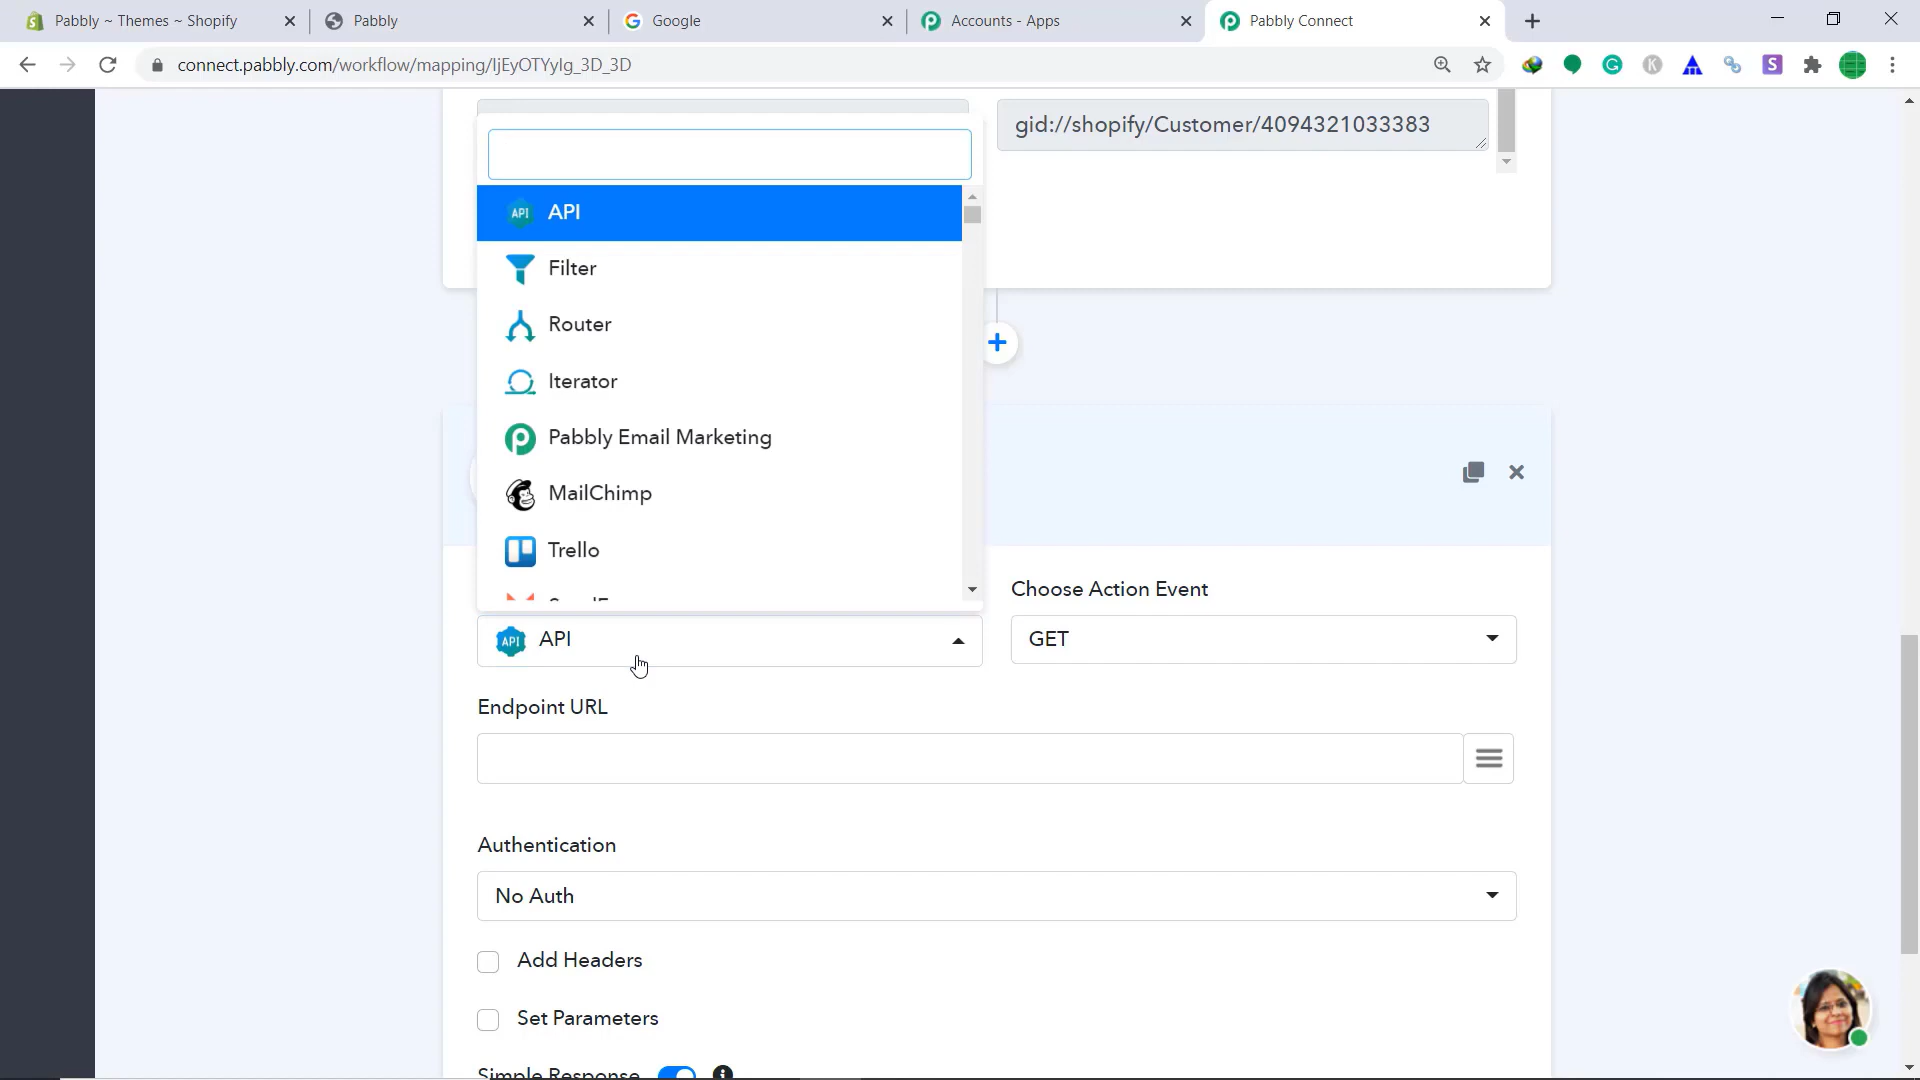 Pabbly ~ Themes ~ Shopify
Pabbly
Google
Accounts - Apps
Pabbly Connect
connect.pabbly.com/workflow/mapping/IjEyOTYyIg_3D_3D
gid://shopify/Customer/4094321033383
API API
Filter
Router
Iterator
Pabbly Email Marketing
MailChimp
Trello
Choose Action Event
API API
GET
Endpoint URL
Authentication
No Auth
Add Headers
Set Parameters
Simple Response